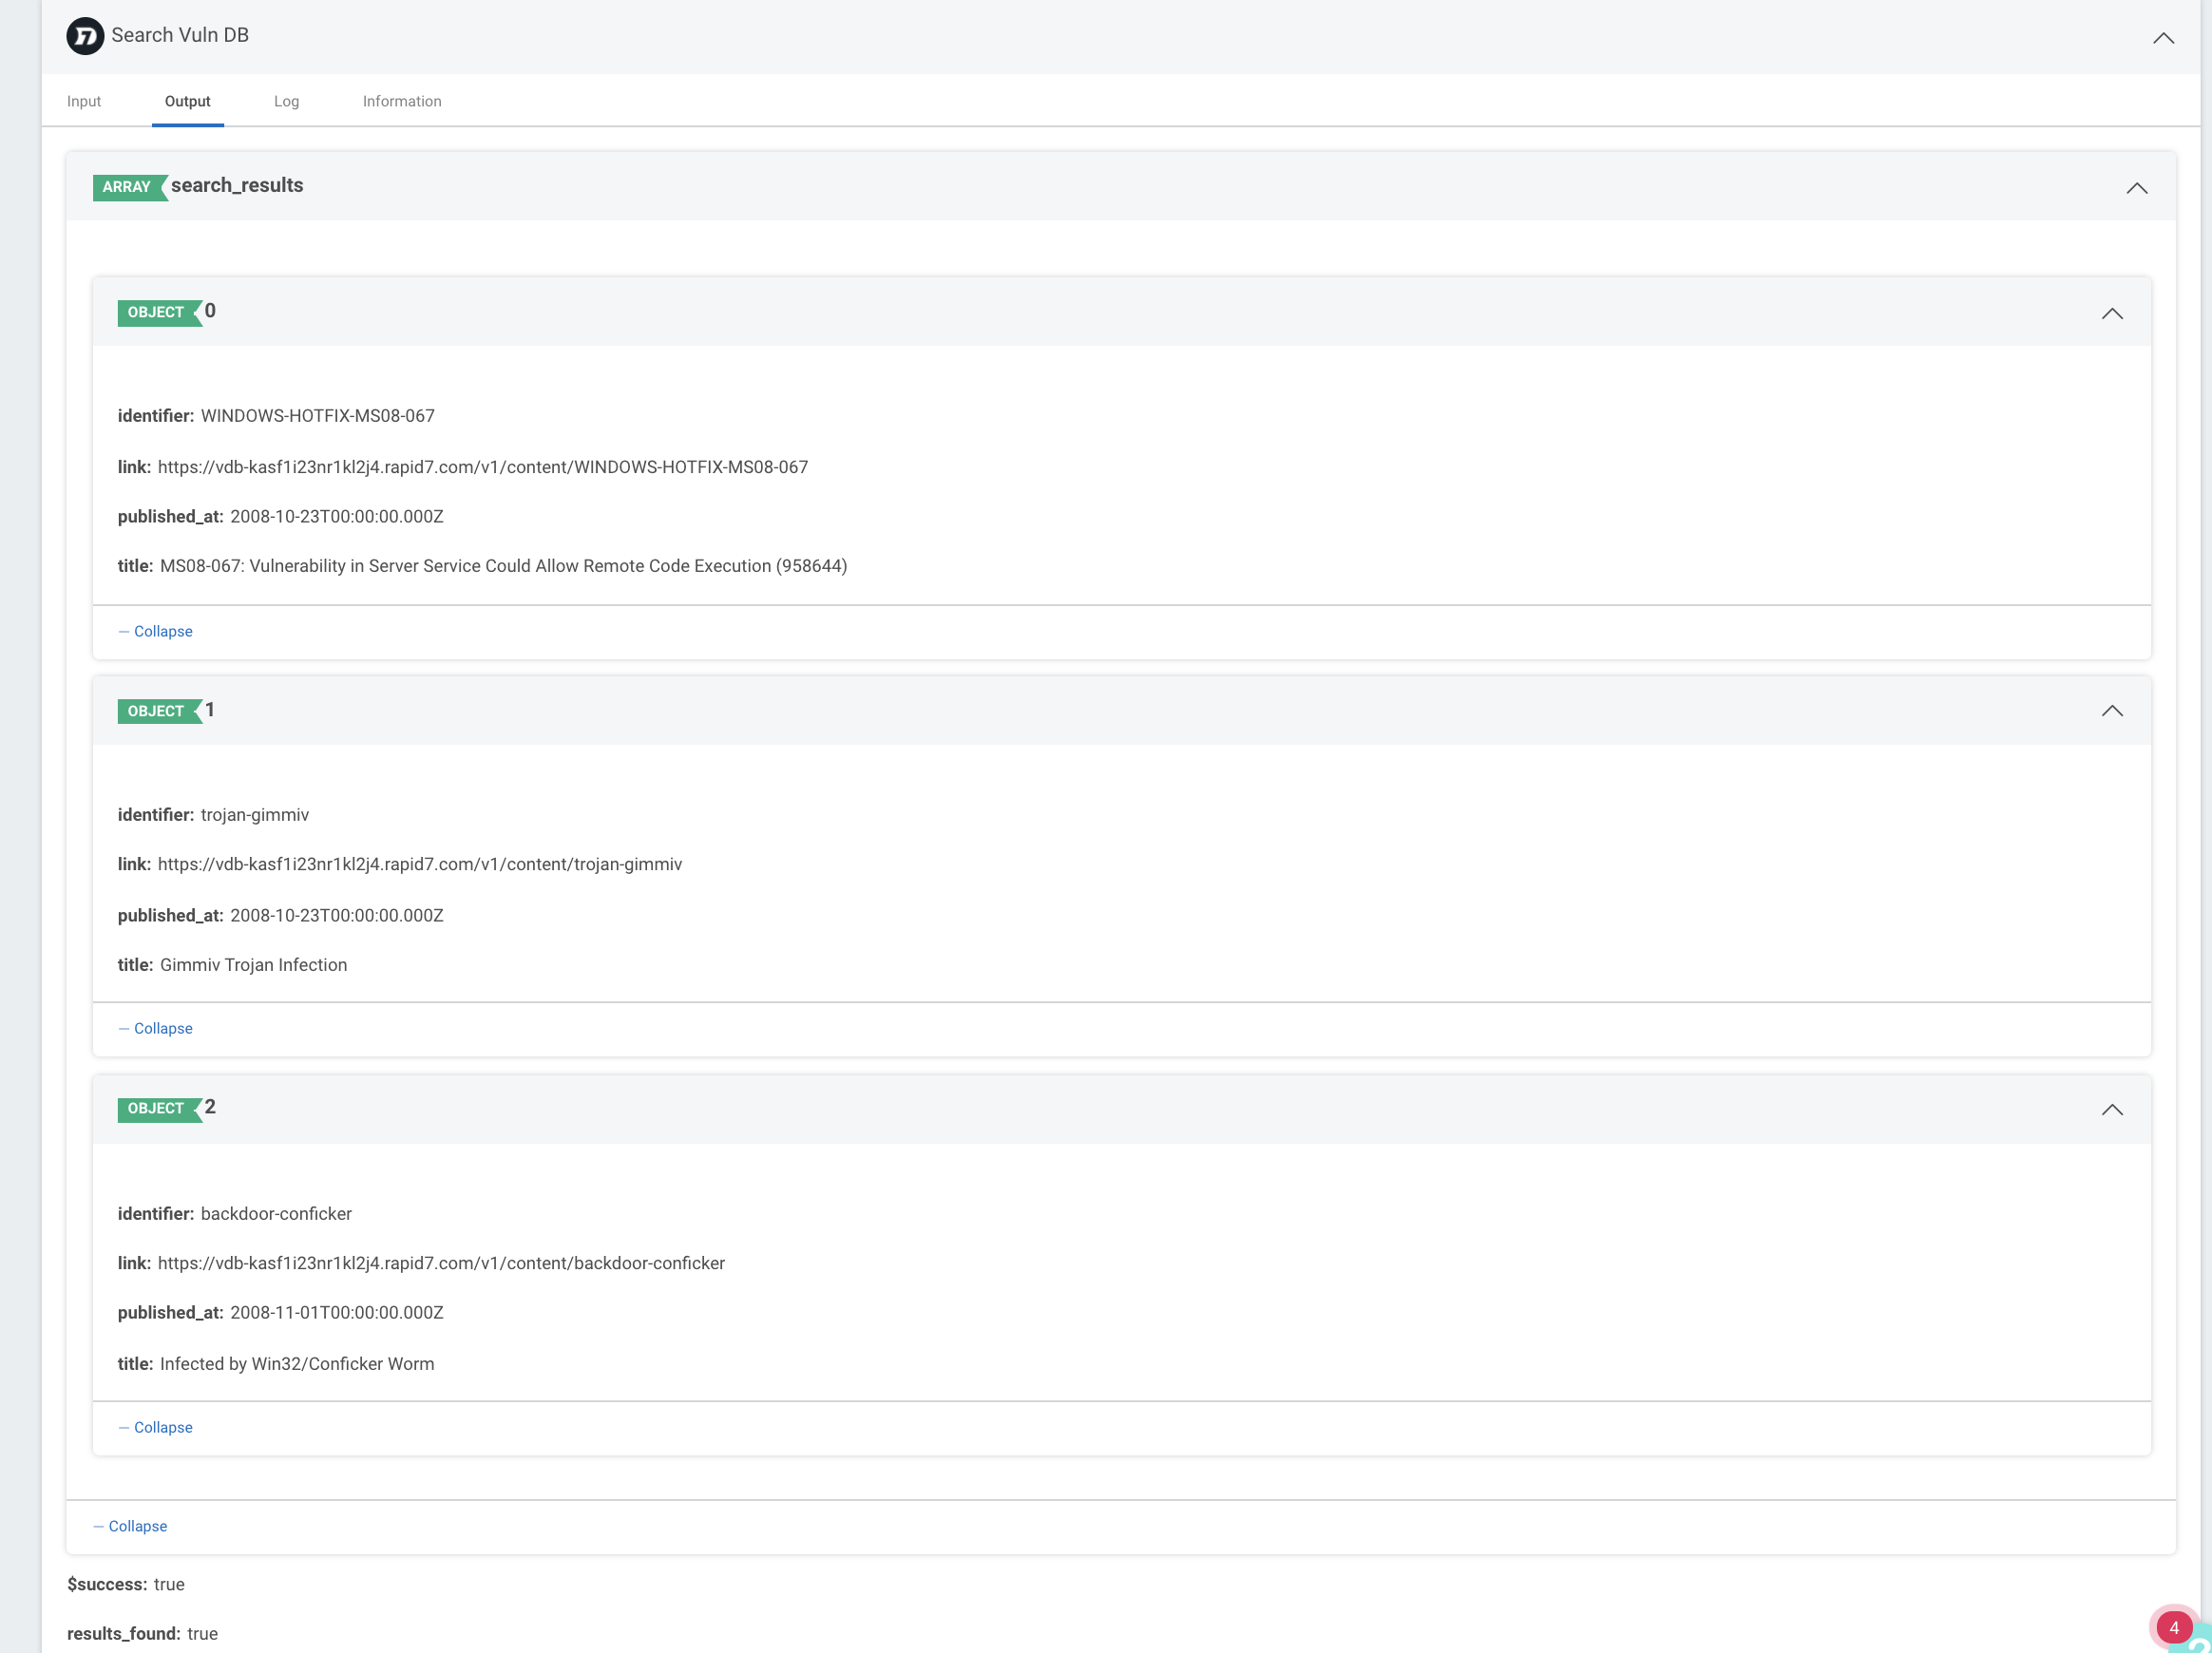 Search Vuln DB
Input Output Log Information
ARRAY search_results
OBJECT 0
identifier: WINDOWS-HOTFIX-MS08-067
link: https://vdb-kasf1i23nr1kl2j4.rapid7.com/v1/content/WINDOWS-HOTFIX-MS08-067
published_at: 2008-10-23T00:00:00.000Z
title: MS08-067: Vulnerability in Server Service Could Allow Remote Code Execution (958644)
— Collapse
OBJECT 1
identifier: trojan-gimmiv
link: https://vdb-kasf1i23nr1kl2j4.rapid7.com/v1/content/trojan-gimmiv
published_at: 2008-10-23T00:00:00.000Z
title: Gimmiv Trojan Infection
— Collapse
OBJECT 2
identifier: backdoor-conficker
link: https://vdb-kasf1i23nr1kl2j4.rapid7.com/v1/content/backdoor-conficker
published_at: 2008-11-01T00:00:00.000Z
title: Infected by Win32/Conficker Worm
— Collapse
— Collapse
$success: true
results_found: true
4